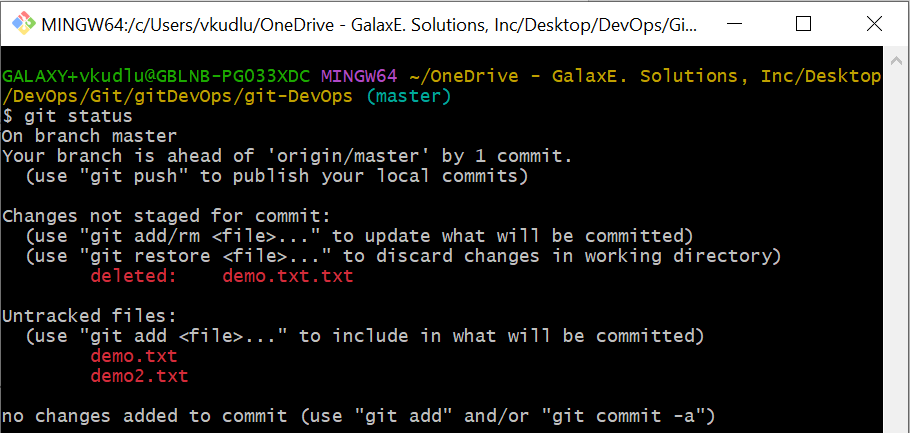 MINGW64:/c/Users/vkudlu/OneDrive - GalaxE. Solutions, Inc/Desktop/DevOps/Gi...
GALAXY+vkudlu@GBLNB-PG033XDC MINGW64 ~/OneDrive - GalaxE. Solutions, Inc/Desktop
/DevOps/Git/gitDevOps/git-DevOps (master)
$ git status
On branch master
Your branch is ahead of 'origin/master' by 1 commit.
  (use "git push" to publish your local commits)
Changes not staged for commit:
  (use "git add/rm <file>..." to update what will be committed)
  (use "git restore <file>..." to discard changes in working directory)
        deleted:    demo.txt.txt
Untracked files:
  (use "git add <file>..." to include in what will be committed)
        demo.txt
        demo2.txt
no changes added to commit (use "git add" and/or "git commit -a")